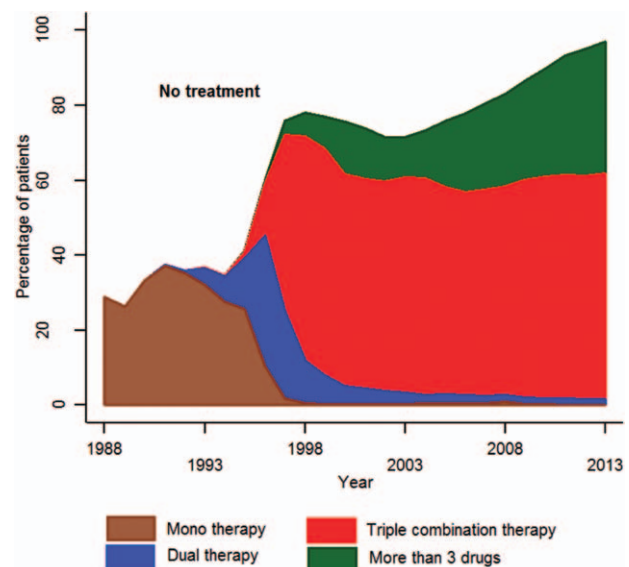 100
No treatment
80
60
40
20
0
Percentage of patients
1988
1993
1998
2003
2008
2013
Year
Mono therapy
Triple combination therapy
Dual therapy
More than 3 drugs